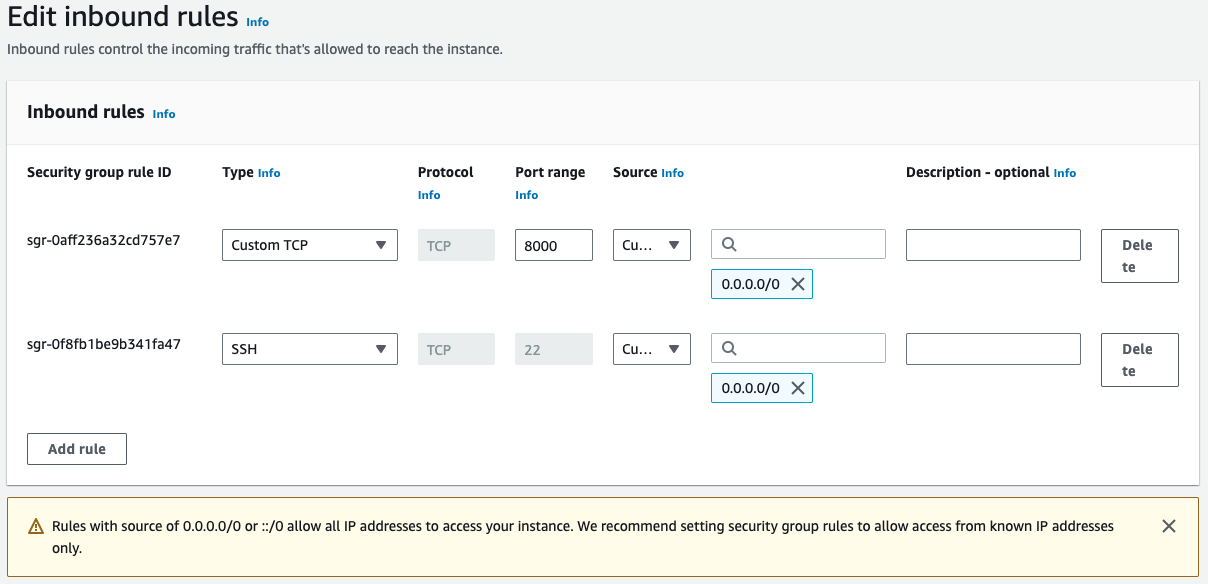 Edit inbound rules Info
Inbound rules control the incoming traffic that's allowed to reach the instance.
Inbound rules Info
Security group rule ID Type Info Protocol Info Port range Info Source Info Description - optional Info
sgr-0aff236a32cd757e7 Custom TCP TCP 8000 Cu... Dele
te
0.0.0.0/0
sgr-0f8fb1be9b341fa47 SSH TCP 22 Cu... Dele
te
0.0.0.0/0
Add rule
Rules with source of 0.0.0.0/0 or ::/0 allow all IP addresses to access your instance. We recommend setting security group rules to allow access from known IP addresses
only.